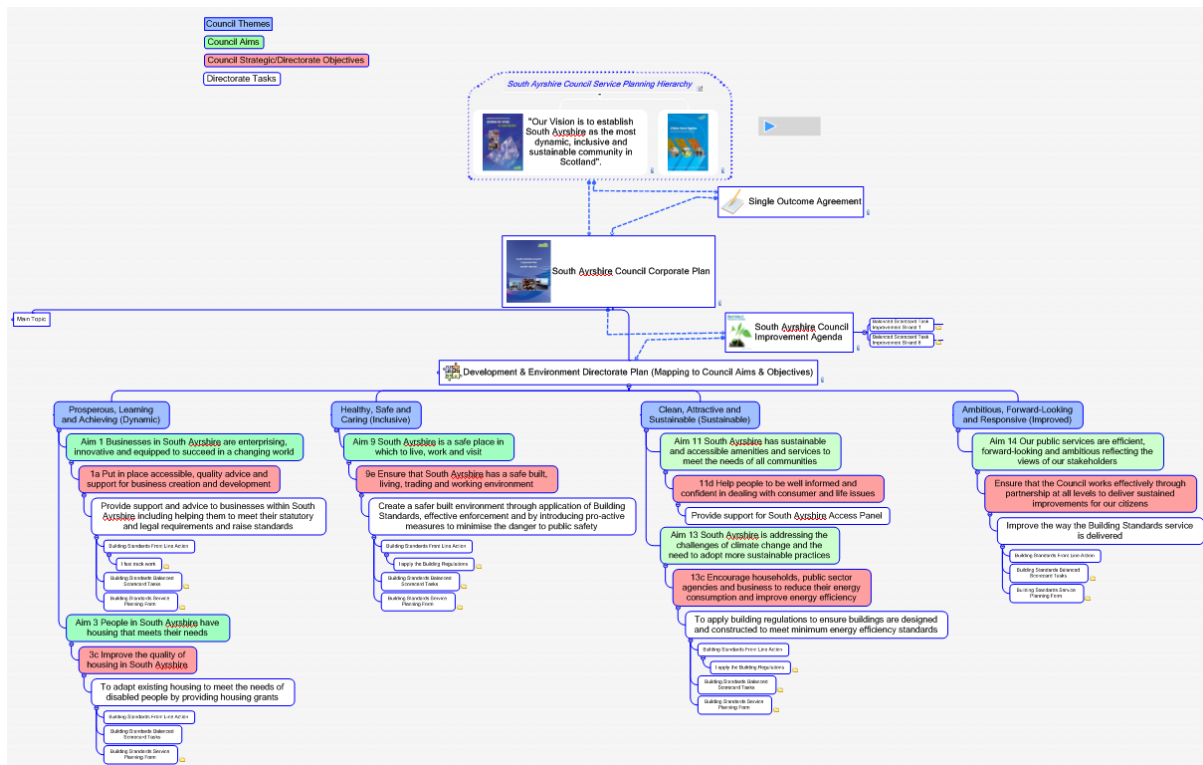 Council Themes
Council Aims
Council Strategic/Directorate Objectives
Directorate Tasks
South Ayrshire Council Service Planning Hierarchy
"Our Vision is to establish
South Ayrshire as the most
dynamic, inclusive and
sustainable community in
Scotland".
Single Outcome Agreement
South Ayrshire Council Corporate Plan
Main Topic
South Ayrshire Council
Improvement Agenda
Balanced Scorecard Task
Improvement Strand 1
Balanced Scorecard Task
Improvement Strand
Development & Environment Directorate Plan (Mapping to Council Aims & Objectives)
Prosperous, Learning
and Achieving (Dynamic)
Aim 1 Businesses in South Ayrshire are enterprising,
innovative and equipped to succeed in a changing world
1a Put in place accessible, quality advice and
support for business creation and development
Provide support and advice to businesses within South
Ayrshire including helping them to meet their statutory
and legal requirements and raise standards
Building Standards Front Line Action
I fast track work
Building Standards Balanced
Scorecard Tasks
Building Standards Service
Planning Form
Aim 3 People in South Ayrshire have
housing that meets their needs
3c Improve the quality of
housing in South Ayrshire
To adapt existing housing to meet the needs of
disabled people by providing housing grants
Building Standards Front Line Action
Building Standards Balanced
Scorecard Tasks
Building Standards Service
Planning Form
Healthy, Safe and
Caring (Inclusive)
Aim 9 South Ayrshire is a safe place in
which to live, work and visit
9e Ensure that South Ayrshire has a safe built,
living, trading and working environment
Create a safer built environment through application of Building
Standards, effective enforcement and by introducing pro-active
measures to minimise the danger to public safety
Building Standards Front Line Action
I apply the Building Regulations
Building Standards Balanced
Scorecard Tasks
Building Standards Service
Planning Form
Clean, Attractive and
Sustainable (Sustainable)
Aim 11 South Ayrshire has sustainable
and accessible amenities and services to
meet the needs of all communities
11d Help people to be well informed and
confident in dealing with consumer and life issues
Provide support for South Ayrshire Access Panel
Aim 13 South Ayrshire is addressing the
challenges of climate change and the
need to adopt more sustainable practices
13c Encourage households, public sector
agencies and business to reduce their energy
consumption and improve energy efficiency
To apply building regulations to ensure buildings are designed
and constructed to meet minimum energy efficiency standards
Building Standards Front Line Action
I apply the Building Regulations
Building Standards Balanced
Scorecard Tasks
Building Standards Service
Planning Form
Ambitious, Forward-Looking
and Responsive (Improved)
Aim 14 Our public services are efficient,
forward-looking and ambitious reflecting the
views of our stakeholders
Ensure that the Council works effectively through
partnership at all levels to deliver sustained
improvements for our citizens
Improve the way the Building Standards service
is delivered
Building Standards Front Line Action
Building Standards Balanced
Scorecard Tasks
Building Standards Service
Planning Form